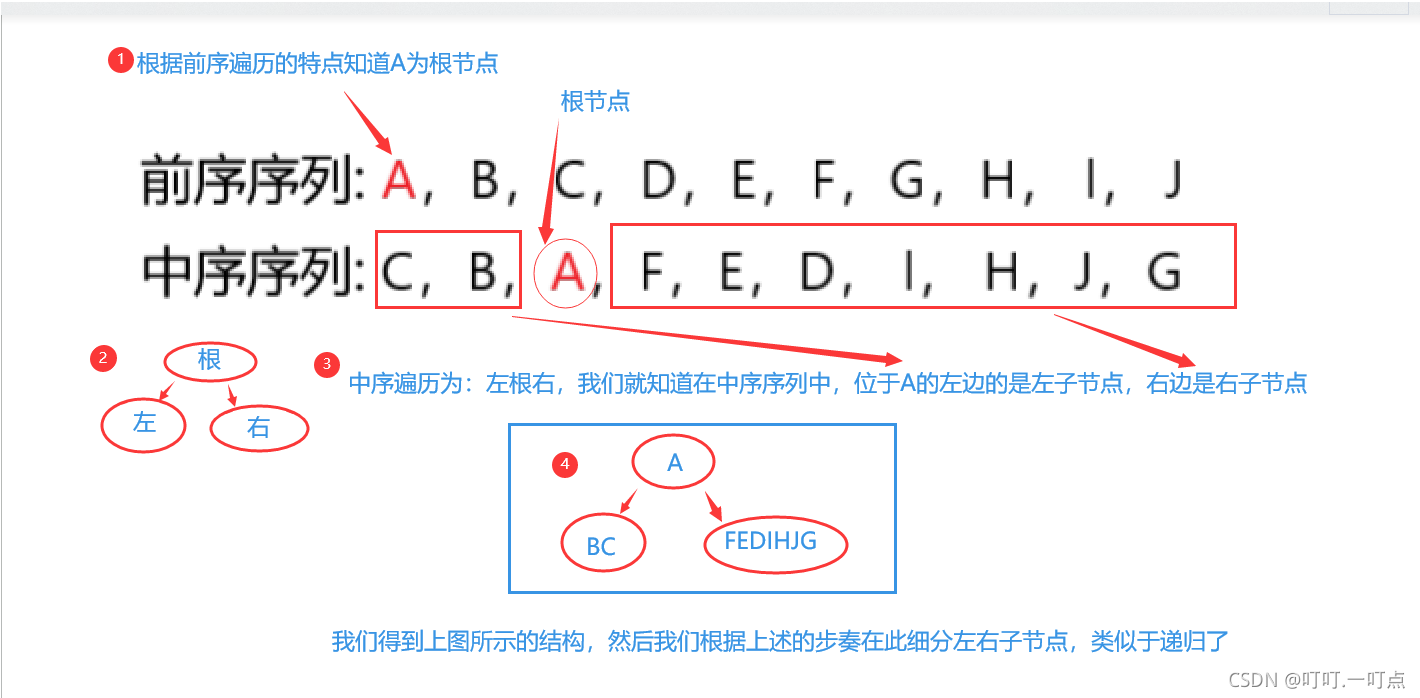 1 根据前序遍历的特点知道A为根节点
根节点
前序序列: A, B, C, D, E, F, G, H, I, J
中序序列: C, B, A, F, E, D, I, H, J, G
2
根
左
右
3 中序遍历为：左根右，我们就知道在中序序列中，位于A的左边的是左子节点，右边是右子节点
4
A
BC
FEDIHJG
我们得到上图所示的结构，然后我们根据上述的步奏在此细分左右子节点，类似于递归了
CSDN @叮叮.一叮点